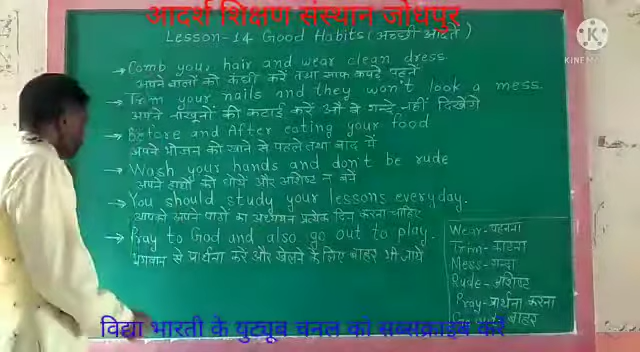 आदर्श शिक्षण संस्थान जोधपुर
Lesson-14 Good Habits (अच्छी आदतें)
KINEMA
→ Comb your hair and wear clean dress
अपने बालों को कंघी करें तथा साफ कपड़े पहनें
→ Trim your nails and they won't look a mess.
अपने नाखूनों की कटाई करें औ वे गन्दे नहीं दिखेंगे
→ Before and After eating your food
अपने भोजन को खाने से पहले तथा बाद में
→ Wash your hands and don't be rude
अपने हाथों को धोयें और अशिष्ट न बनें
→ You should study your lessons everyday.
आपको अपने पाठों का अध्ययन प्रत्येक दिन करना चाहिए
→ Pray to God and also go out to play.
भगवान से प्रार्थना करें और खेलने के लिए बाहर भी जायें
Wear - पहनना
Trim - काटना
Mess - गन्दा
Rude - अशिष्ट
Pray - प्रार्थना करना
बाहर
विद्या भारती के युट्यूब चनल को सब्सक्राइब करें